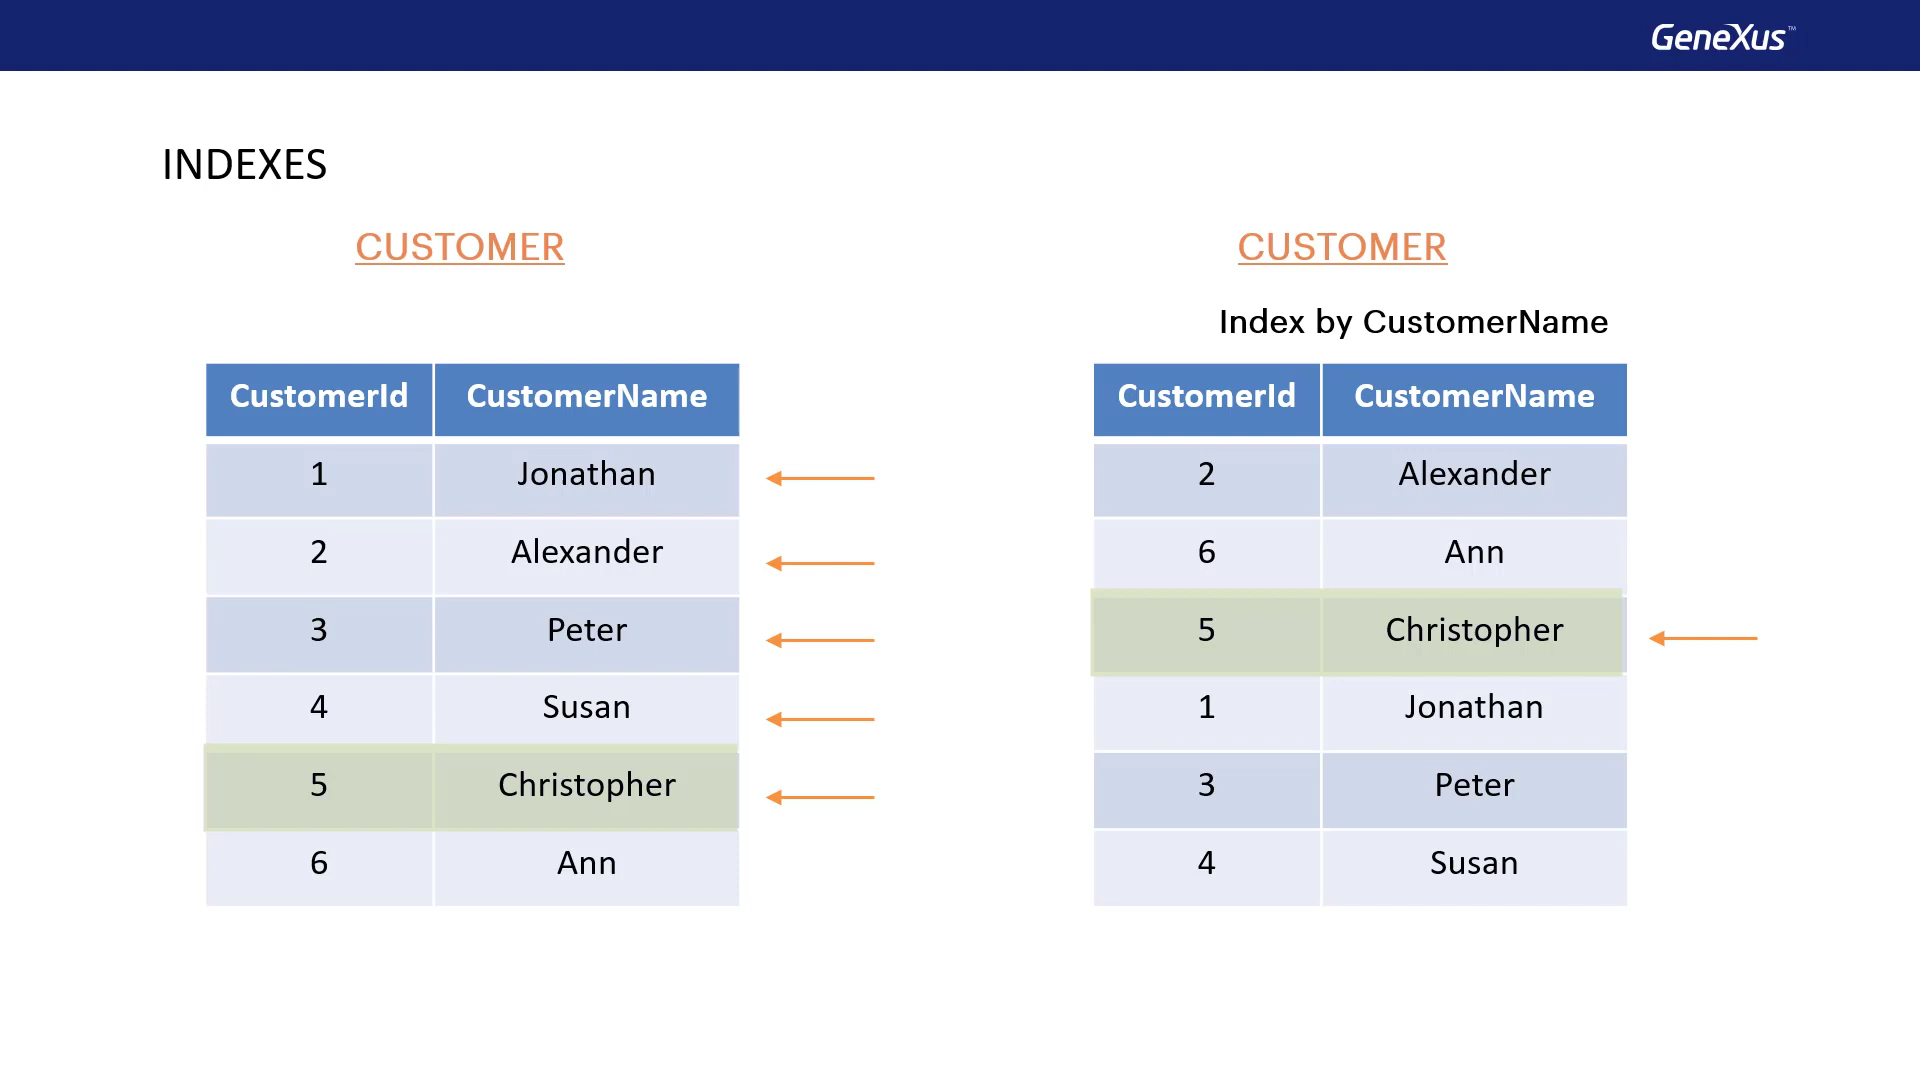 GeneXus™
INDEXES
CUSTOMER
CustomerId CustomerName
1 Jonathan
2 Alexander
3 Peter
4 Susan
5 Christopher
6 Ann
CUSTOMER
Index by CustomerName
CustomerId CustomerName
2 Alexander
6 Ann
5 Christopher
1 Jonathan
3 Peter
4 Susan